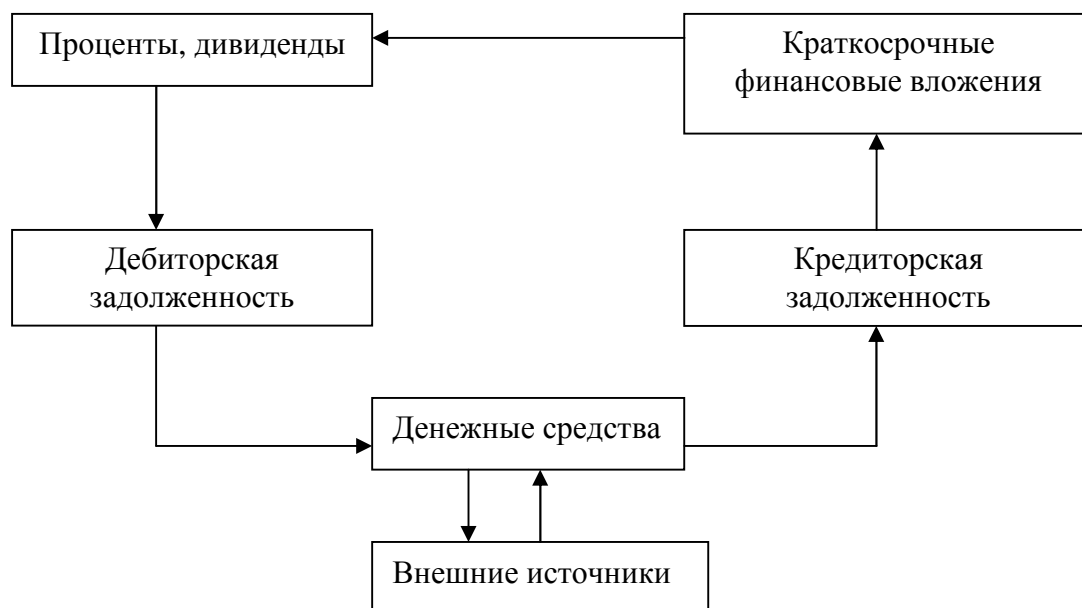 Проценты, дивиденды
Краткосрочные
финансовые вложения
Дебиторская
задолженность
Кредиторская
задолженность
Денежные средства
Внешние источники